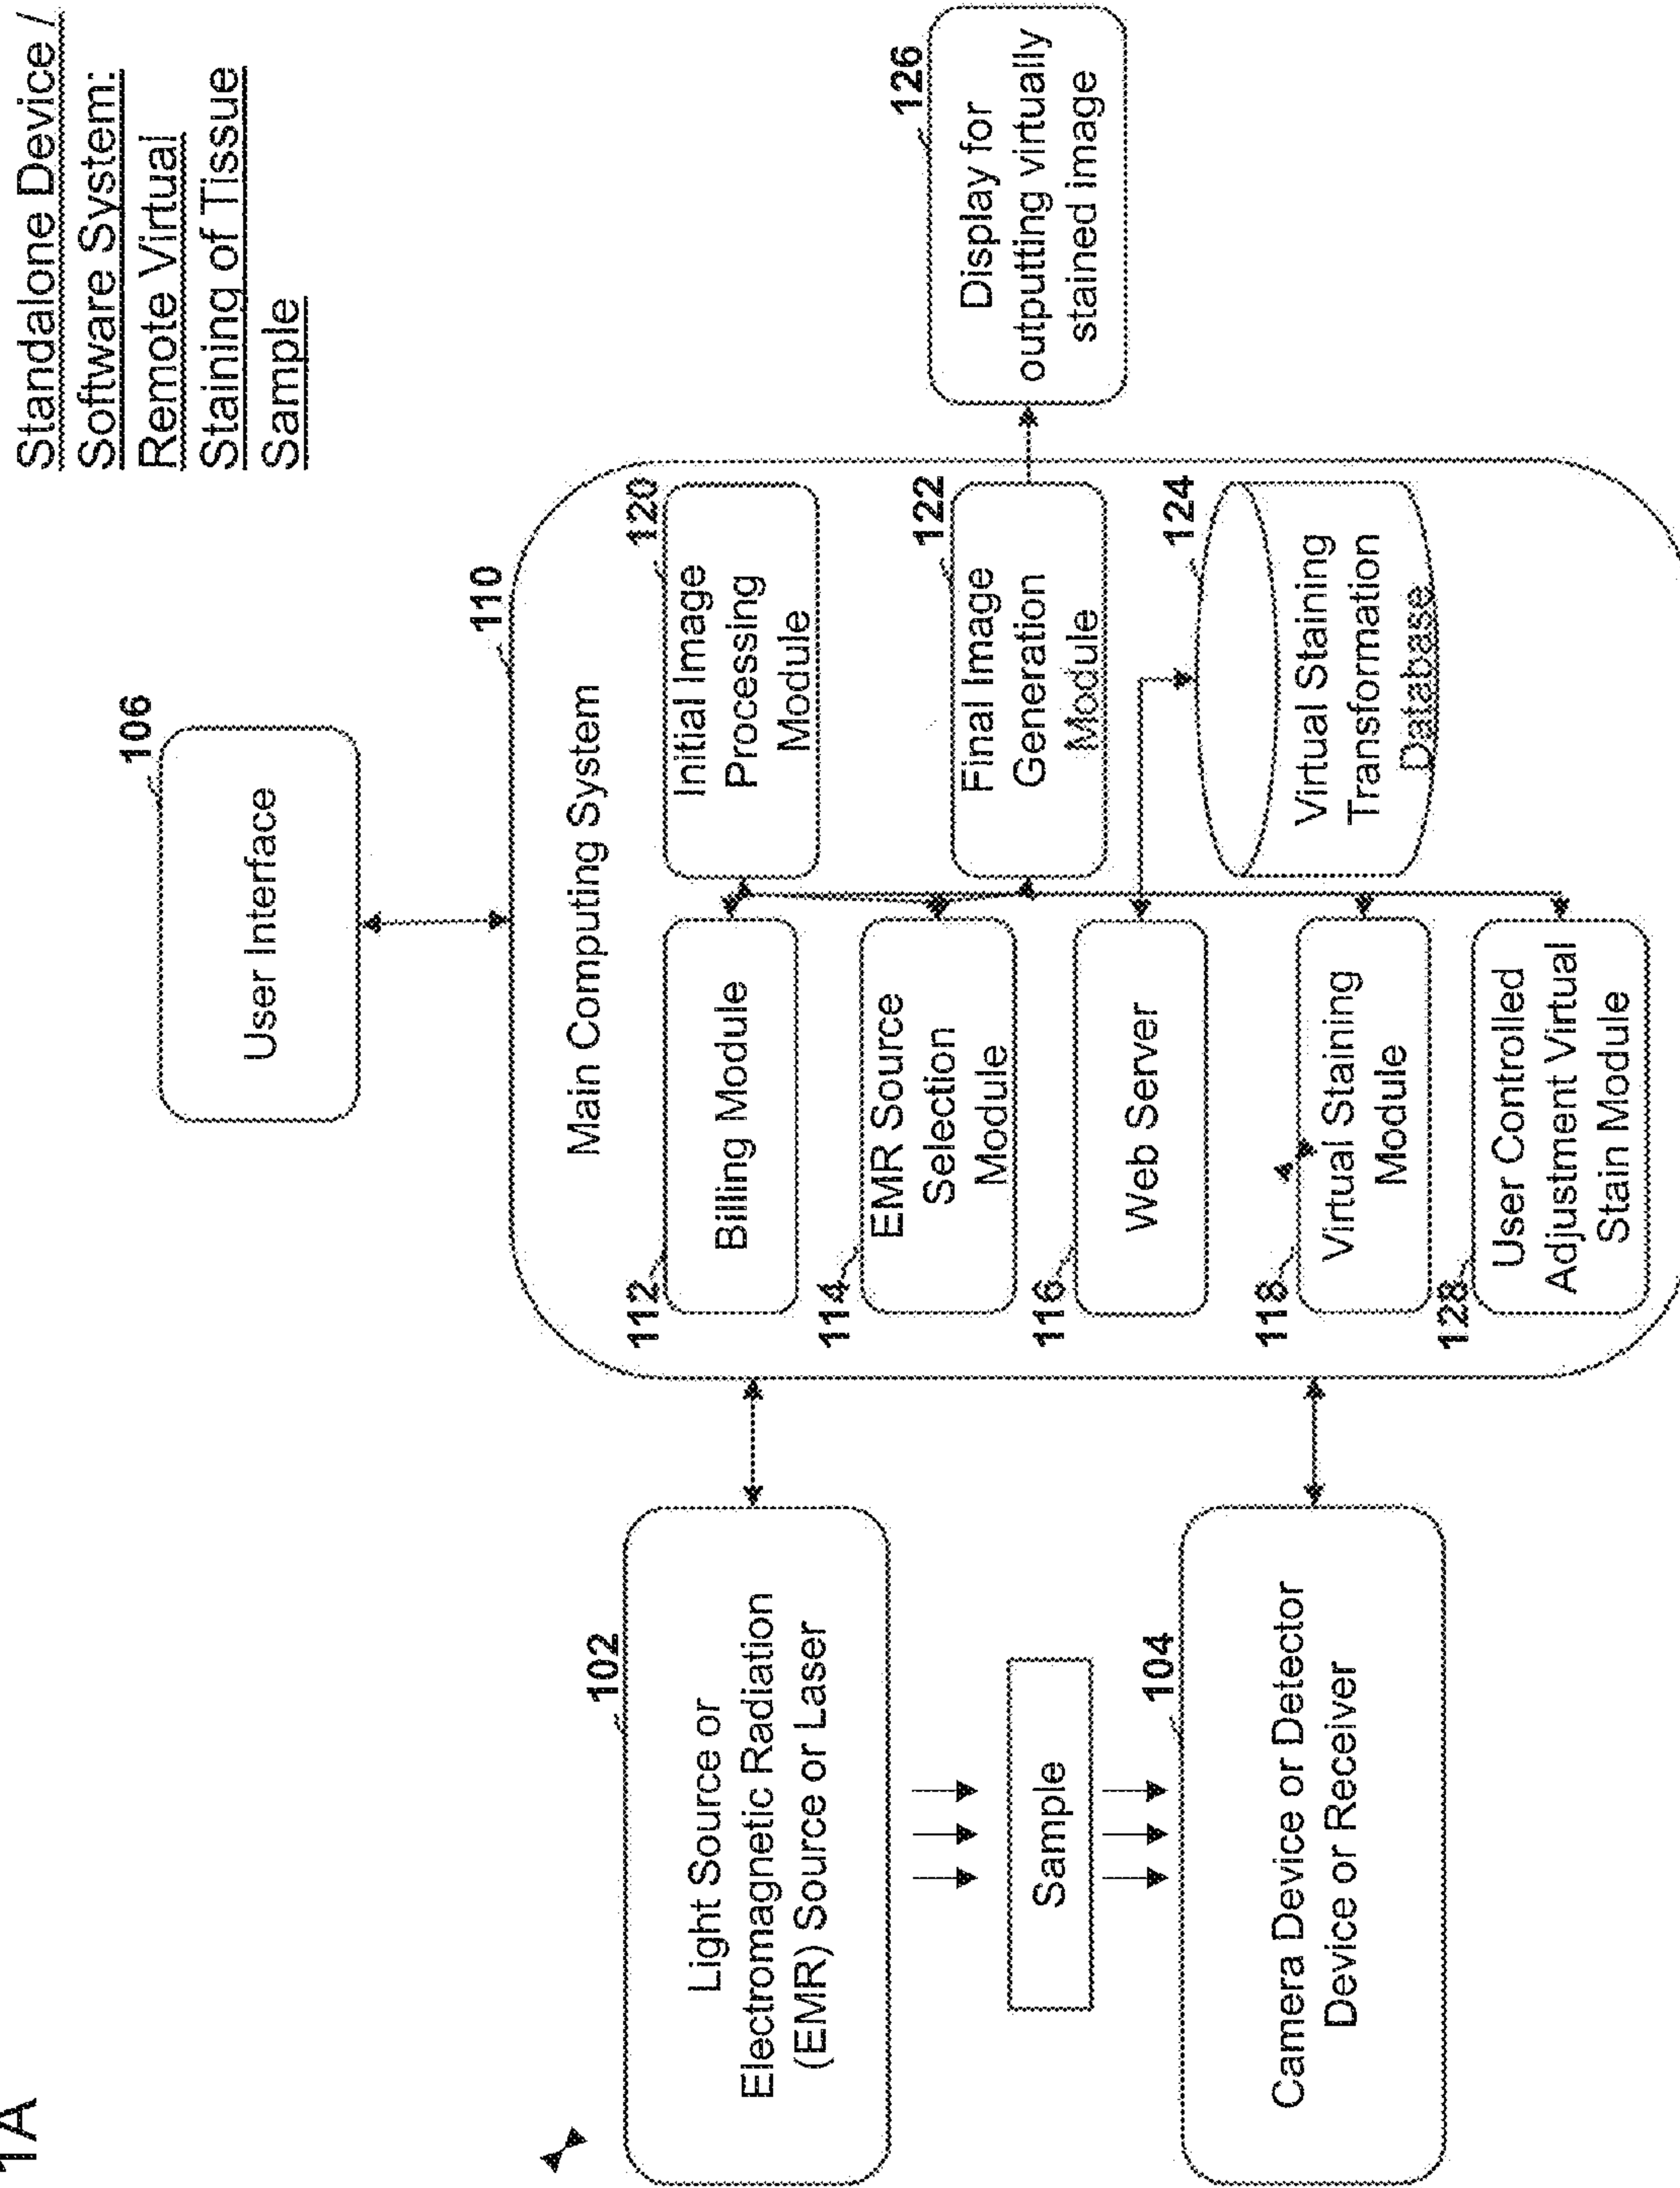 1A
Standalone Device /
Software System:
Remote Virtual
Staining of Tissue
Sample
106
User Interface
110
Main Computing System
102
Light Source or
Electromagnetic Radiation
(EMR) Source or Laser
Sample
104
Camera Device or Detector
Device or Receiver
112
Billing Module
114
EMR Source
Selection
Module
116
Web Server
118
Virtual Staining
Module
128
User Controlled
Adjustment Virtual
Stain Module
120
Initial Image
Processing
Module
122
Final Image
Generation
Module
124
Virtual Staining
Transformation
Database
126
Display for
outputting virtually
stained image